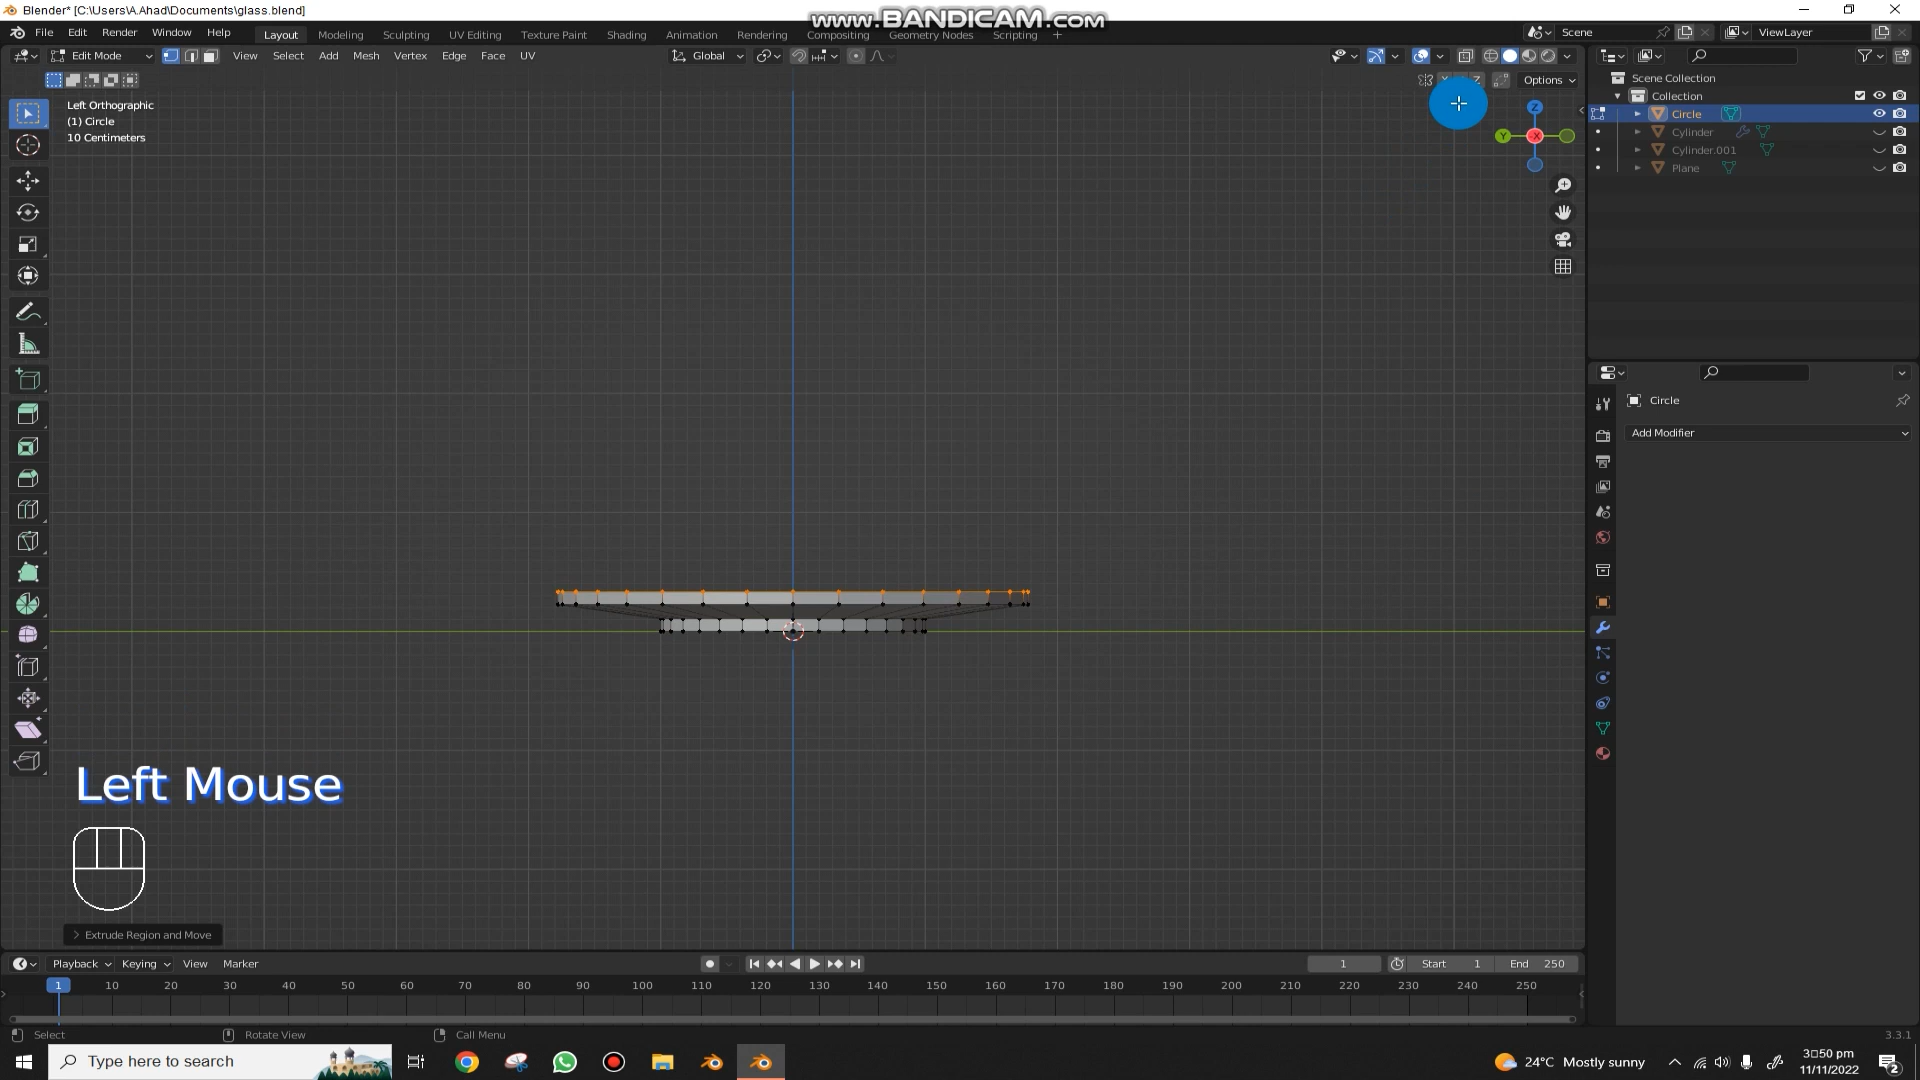 Blender* [C:\Users\A.Ahad\Documents\glass.blend]
www.BANDICAM.com
File Edit Render Window Help Layout Modeling Sculpting UV Editing Texture Paint Shading Animation Rendering Compositing Geometry Nodes Scripting + Scene ViewLayer
Edit Mode View Select Add Mesh Vertex Edge Face UV Global
Options
Left Orthographic
(1) Circle
10 Centimeters
Z
Y
-X
Scene Collection
Collection
Circle
Cylinder
Cylinder.001
Plane
Circle
Add Modifier
Left Mouse
Extrude Region and Move
Playback Keying View Marker 1 Start 1 End 250
1 10 20 30 40 50 60 70 80 90 100 110 120 130 140 150 160 170 180 190 200 210 220 230 240 250
Select Rotate View Call Menu 3.3.1
Type here to search
24°C Mostly sunny
3□50 pm
11/11/2022
2